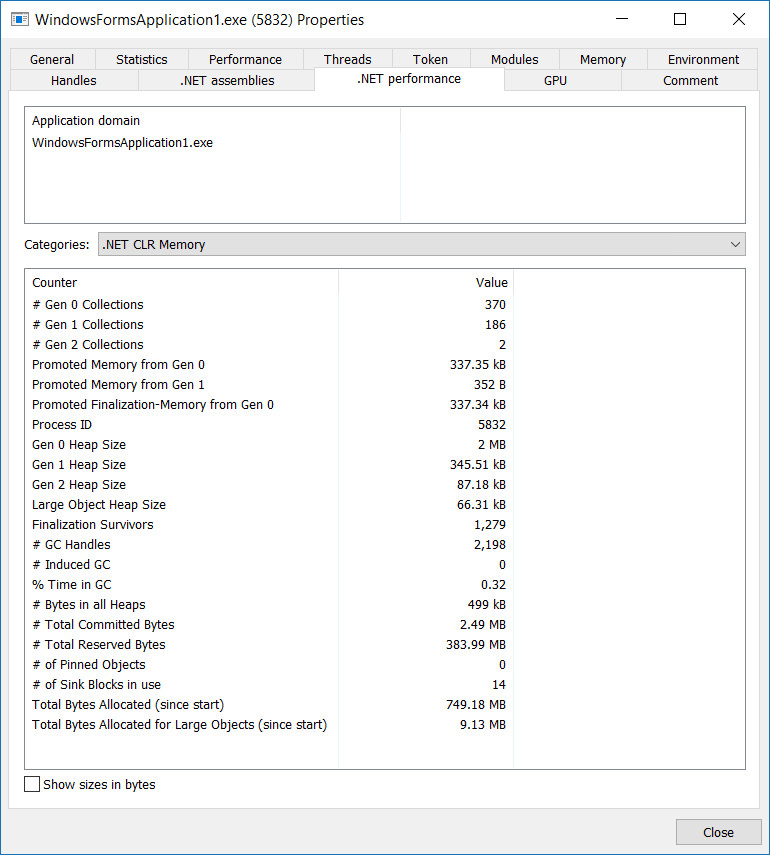 WindowsFormsApplication1.exe (5832) Properties
General Statistics Performance Threads Token Modules Memory Environment
Handles .NET assemblies .NET performance GPU Comment
Application domain
WindowsFormsApplication1.exe
Categories: .NET CLR Memory
Counter Value
# Gen 0 Collections 370
# Gen 1 Collections 186
# Gen 2 Collections 2
Promoted Memory from Gen 0 337.35 kB
Promoted Memory from Gen 1 352 B
Promoted Finalization-Memory from Gen 0 337.34 kB
Process ID 5832
Gen 0 Heap Size 2 MB
Gen 1 Heap Size 345.51 kB
Gen 2 Heap Size 87.18 kB
Large Object Heap Size 66.31 kB
Finalization Survivors 1,279
# GC Handles 2,198
# Induced GC 0
% Time in GC 0.32
# Bytes in all Heaps 499 kB
# Total Committed Bytes 2.49 MB
# Total Reserved Bytes 383.99 MB
# of Pinned Objects 0
# of Sink Blocks in use 14
Total Bytes Allocated (since start) 749.18 MB
Total Bytes Allocated for Large Objects (since start) 9.13 MB
Show sizes in bytes
Close